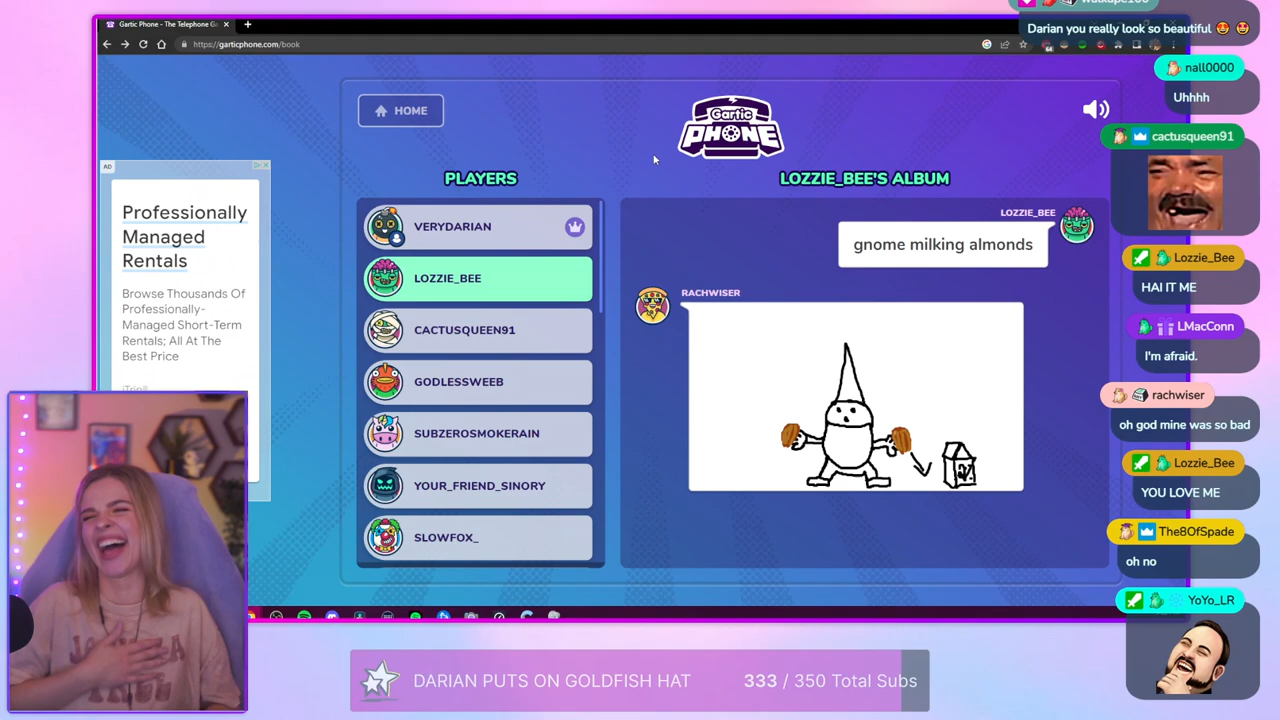 Gartic Phone - The Telephone G
https://garticphone.com/book
HOME
Gartic
PHONE
AD
Professionally
Managed
Rentals
Browse Thousands Of
Professionally-
Managed Short-Term
Rentals; All At The
Best Price
PLAYERS
VERYDARIAN
LOZZIE_BEE
CACTUSQUEEN91
GODLESSWEEB
SUBZEROSMOKERAIN
YOUR_FRIEND_SINORY
SLOWFOX_
LOZZIE_BEE'S ALBUM
LOZZIE_BEE
gnome milking almonds
RACHWISER
Darian you really look so beautiful
nall0000
Uhhhh
cactusqueen91
Lozzie_Bee
HAI IT ME
LMacConn
I'm afraid.
rachwiser
oh god mine was so bad
Lozzie_Bee
YOU LOVE ME
The8OfSpade
oh no
YoYo_LR
DARIAN PUTS ON GOLDFISH HAT
333 / 350 Total Subs